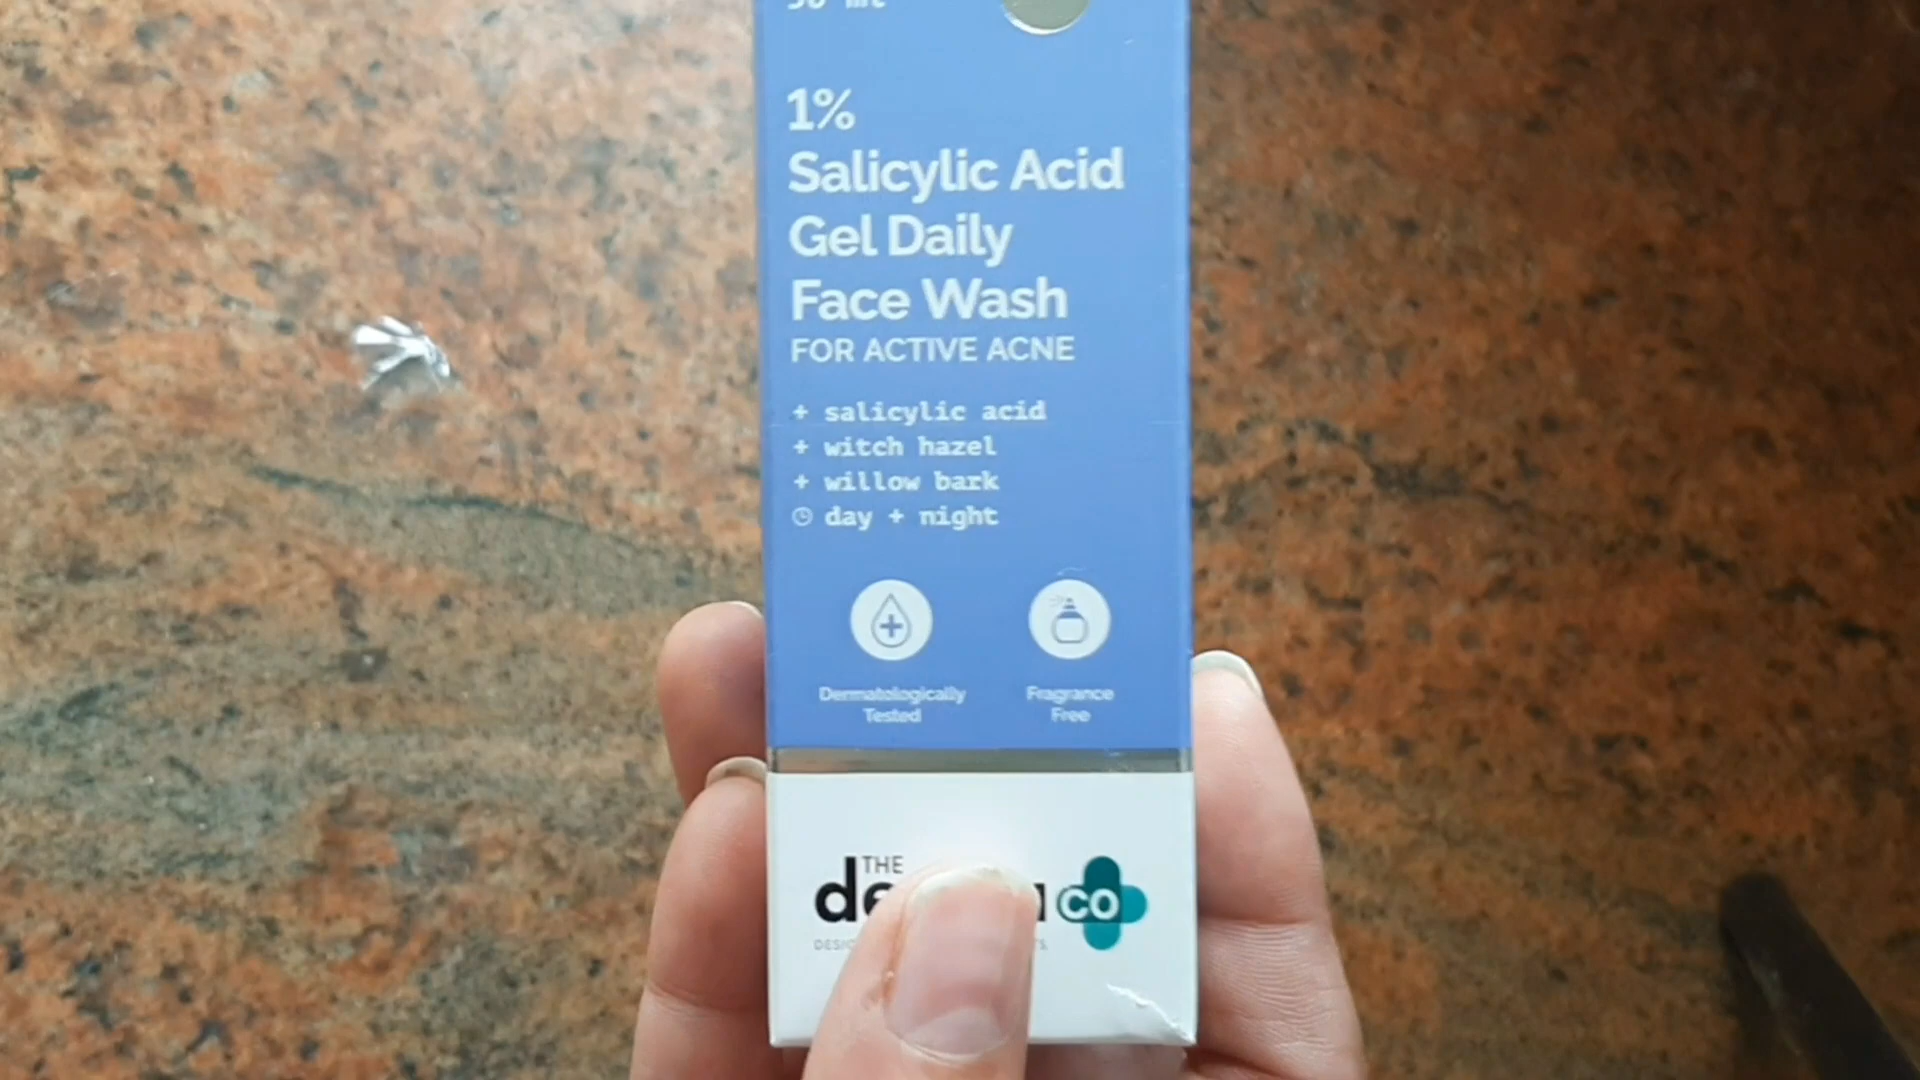 1%
Salicylic Acid
Gel Daily
Face Wash
FOR ACTIVE ACNE
+ salicylic acid
+ witch hazel
+ willow bark
day + night
Dermatologically
Tested
Fragrance
Free
THE
co